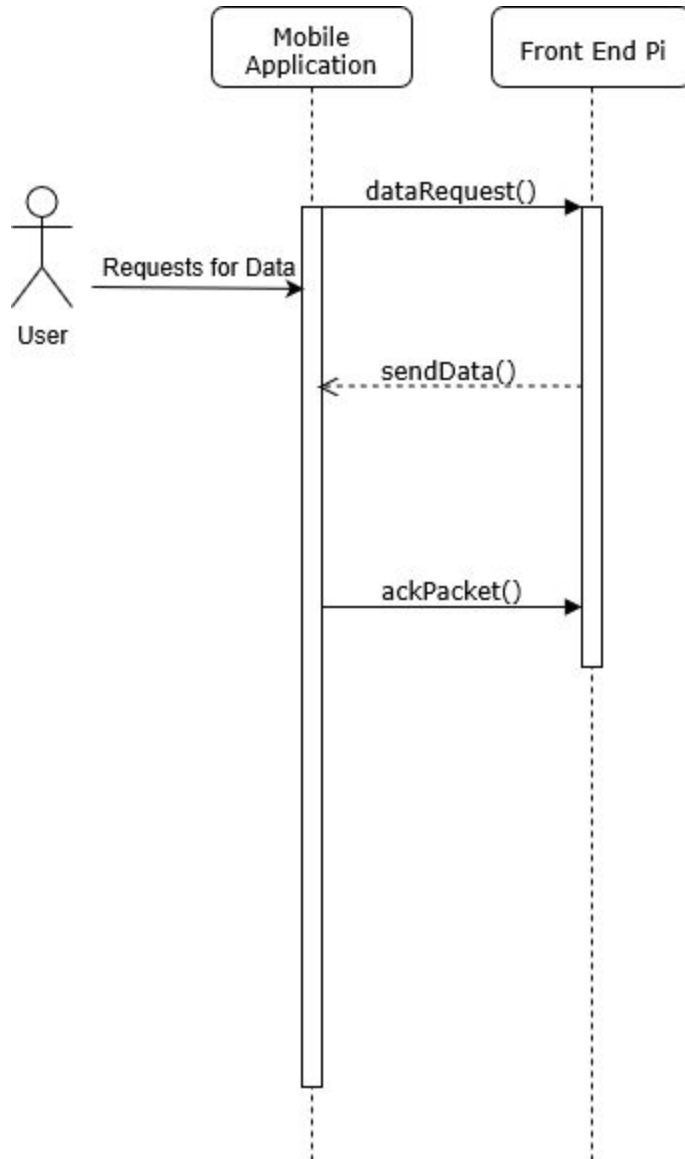 Mobile
Application
Front End Pi
dataRequest()
Requests for Data
User
sendData()
ackPacket()